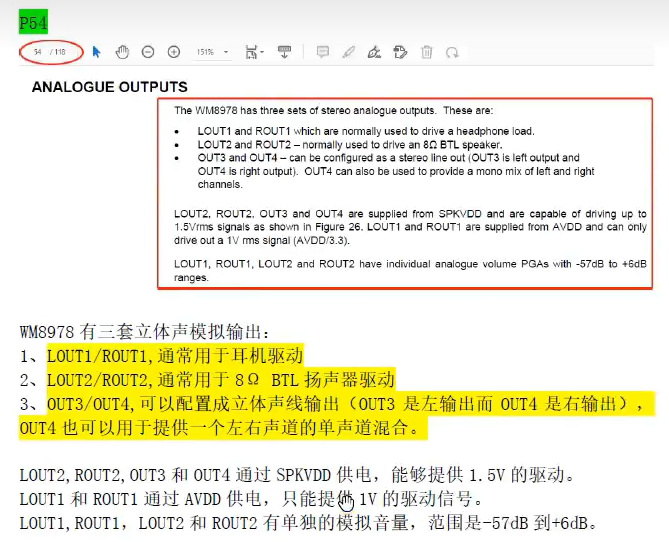 P54
54 / 118
151%
ANALOGUE OUTPUTS
The WM8978 has three sets of stereo analogue outputs. These are:
• LOUT1 and ROUT1 which are normally used to drive a headphone load.
• LOUT2 and ROUT2 – normally used to drive an 8Ω BTL speaker.
• OUT3 and OUT4 – can be configured as a stereo line out (OUT3 is left output and
OUT4 is right output). OUT4 can also be used to provide a mono mix of left and right
channels.
LOUT2, ROUT2, OUT3 and OUT4 are supplied from SPKVDD and are capable of driving up to
1.5Vrms signals as shown in Figure 26. LOUT1 and ROUT1 are supplied from AVDD and can only
drive out a 1V rms signal (AVDD/3.3).
LOUT1, ROUT1, LOUT2 and ROUT2 have individual analogue volume PGAs with -57dB to +6dB
ranges.
WM8978 有三套立体声模拟输出：
1、LOUT1/ROUT1,通常用于耳机驱动
2、LOUT2/ROUT2,通常用于 8Ω BTL 扬声器驱动
3、OUT3/OUT4,可以配置成立体声线输出（OUT3 是左输出而 OUT4 是右输出），
OUT4 也可以用于提供一个左右声道的单声道混合。
LOUT2,ROUT2,OUT3 和 OUT4 通过 SPKVDD 供电，能够提供 1.5V 的驱动。
LOUT1 和 ROUT1 通过 AVDD 供电，只能提供 1V 的驱动信号。
LOUT1,ROUT1，LOUT2 和 ROUT2 有单独的模拟音量，范围是-57dB 到+6dB。